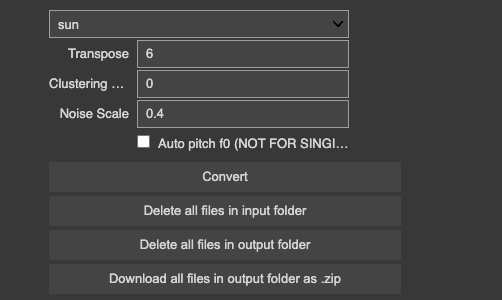 sun
Transpose 6
Clustering … 0
Noise Scale 0.4
Auto pitch f0 (NOT FOR SINGI…
Convert
Delete all files in input folder
Delete all files in output folder
Download all files in output folder as .zip